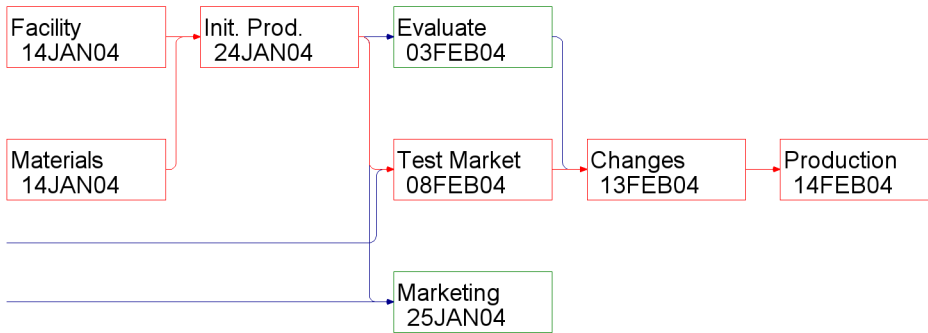 Facility
14JAN04
Init. Prod.
24JAN04
Evaluate
03FEB04
Materials
14JAN04
Test Market
08FEB04
Changes
13FEB04
Production
14FEB04
Marketing
25JAN04